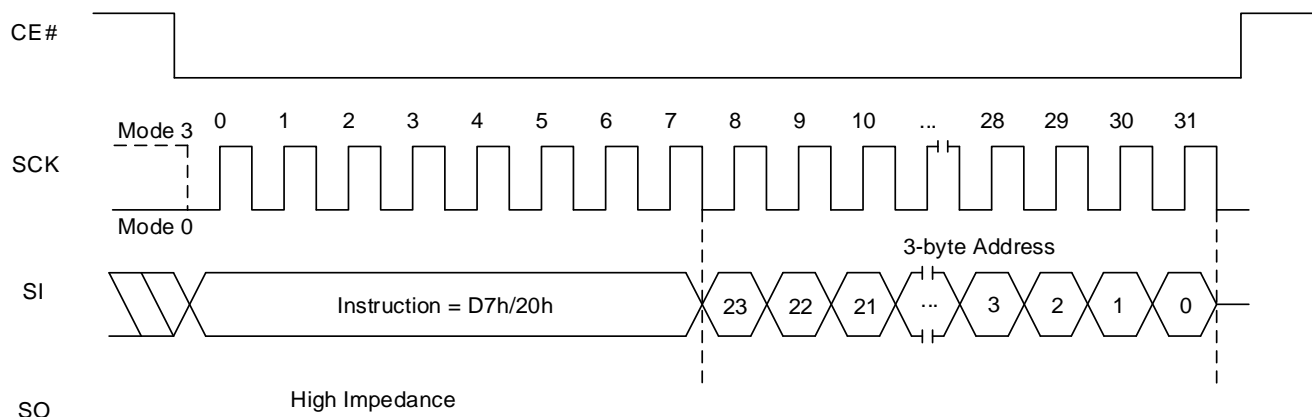 CE#
0 1 2 3 4 5 6 7 8 9 10 ... 28 29 30 31
Mode 3
SCK
Mode 0
3-byte Address
SI
Instruction = D7h/20h 23 22 21 ... 3 2 1 0
High Impedance
SO